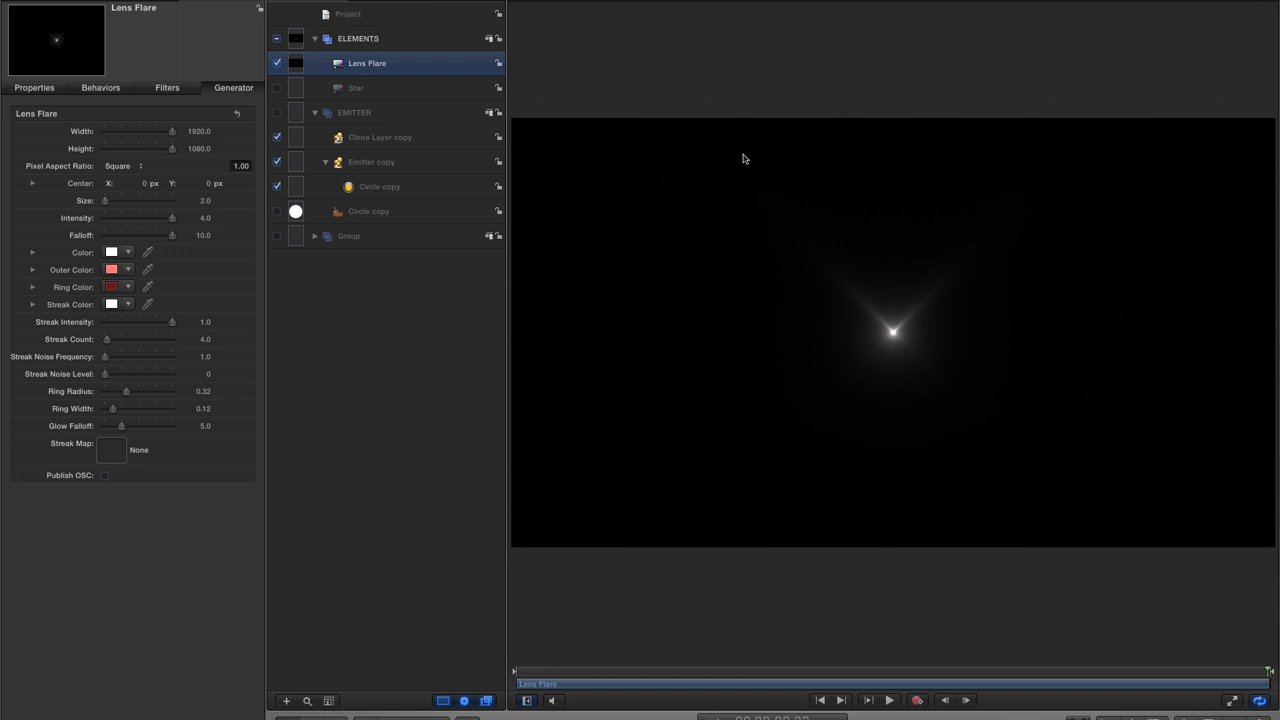 Lens Flare
Properties
Behaviors
Filters
Generator
Lens Flare
Width: 1920.0
Height: 1080.0
Pixel Aspect Ratio: Square 1.00
Center: X: 0 px Y: 0 px
Size: 2.0
Intensity: 4.0
Falloff: 10.0
Color:
Outer Color:
Ring Color:
Streak Color:
Streak Intensity: 1.0
Streak Count: 4.0
Streak Noise Frequency: 1.0
Streak Noise Level: 0
Ring Radius: 0.32
Ring Width: 0.12
Glow Falloff: 5.0
Streak Map: None
Publish OSC:
Project
ELEMENTS
Lens Flare
Star
EMITTER
Clone Layer copy
Emitter copy
Circle copy
Circle copy
Group
Lens Flare